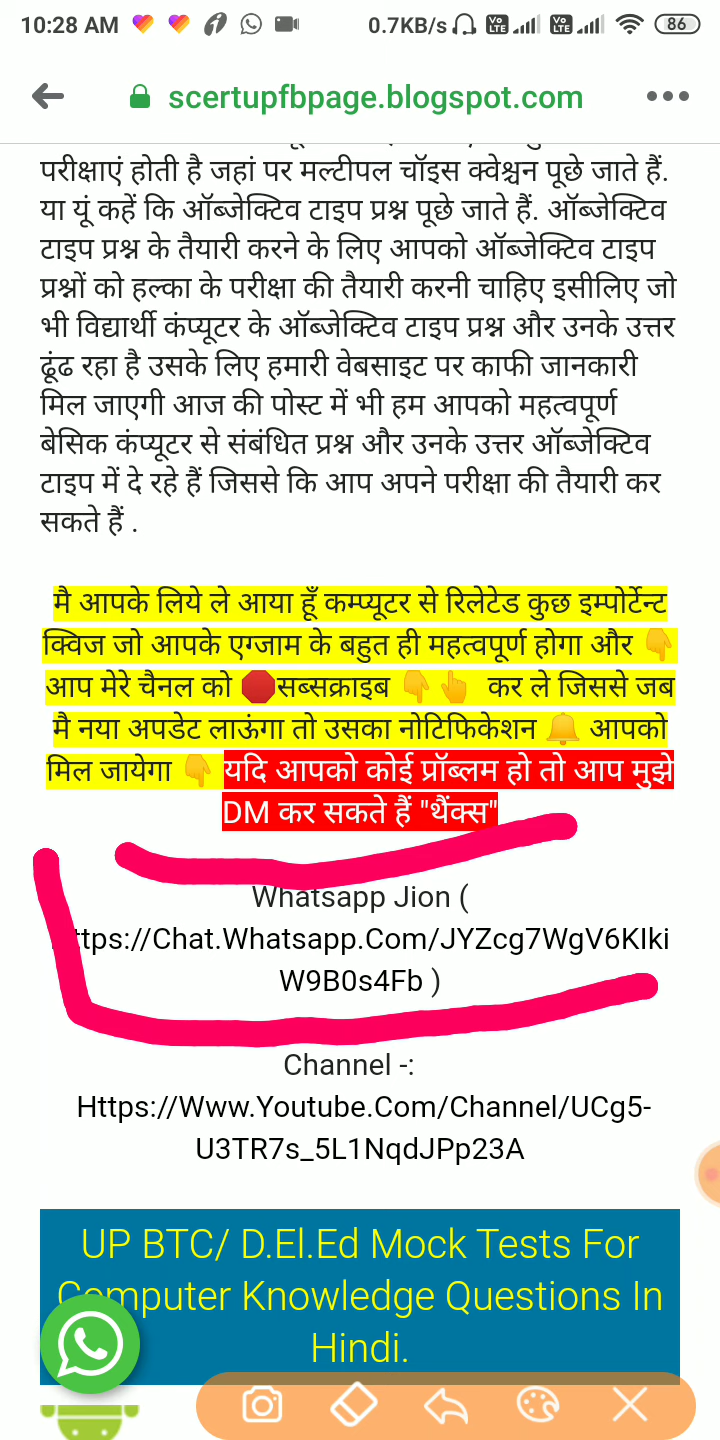 10:28 AM 0.7KB/s Vo LTE Vo LTE 86
scertupfbpage.blogspot.com
परीक्षाएं होती है जहां पर मल्टीपल चॉइस क्वेश्चन पूछे जाते हैं.
या यूं कहें कि ऑब्जेक्टिव टाइप प्रश्न पूछे जाते हैं. ऑब्जेक्टिव
टाइप प्रश्न के तैयारी करने के लिए आपको ऑब्जेक्टिव टाइप
प्रश्नों को हल्का के परीक्षा की तैयारी करनी चाहिए इसीलिए जो
भी विद्यार्थी कंप्यूटर के ऑब्जेक्टिव टाइप प्रश्न और उनके उत्तर
ढूंढ रहा है उसके लिए हमारी वेबसाइट पर काफी जानकारी
मिल जाएगी आज की पोस्ट में भी हम आपको महत्वपूर्ण
बेसिक कंप्यूटर से संबंधित प्रश्न और उनके उत्तर ऑब्जेक्टिव
टाइप में दे रहे हैं जिससे कि आप अपने परीक्षा की तैयारी कर
सकते हैं .
मै आपके लिये ले आया हूँ कम्प्यूटर से रिलेटेड कुछ इम्पोर्टेन्ट
क्विज जो आपके एग्जाम के बहुत ही महत्वपूर्ण होगा और 👇
आप मेरे चैनल को 🛑सब्सक्राइब 👇👆 कर ले जिससे जब
मै नया अपडेट लाऊंगा तो उसका नोटिफिकेशन 🔔 आपको
मिल जायेगा 👇 यदि आपको कोई प्रॉब्लम हो तो आप मुझे
DM कर सकते हैं "थैंक्स"
Whatsapp Jion (
ttps://Chat.Whatsapp.Com/JYZcg7WgV6KIki
W9B0s4Fb )
Channel -:
Https://Www.Youtube.Com/Channel/UCg5-
U3TR7s_5L1NqdJPp23A
UP BTC/ D.El.Ed Mock Tests For
Computer Knowledge Questions In
Hindi.